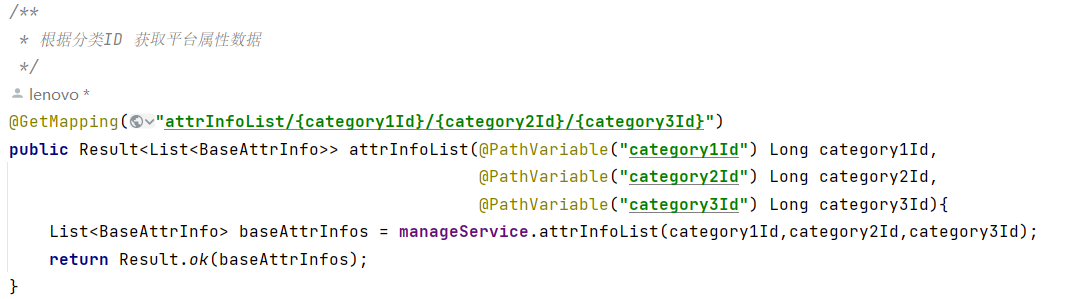 /**
 * 根据分类ID 获取平台属性数据
 */
lenovo *
@GetMapping("attrInfoList/{category1Id}/{category2Id}/{category3Id}")
public Result<List<BaseAttrInfo>> attrInfoList(@PathVariable("category1Id") Long category1Id,
                                               @PathVariable("category2Id") Long category2Id,
                                               @PathVariable("category3Id") Long category3Id){
    List<BaseAttrInfo> baseAttrInfos = manageService.attrInfoList(category1Id,category2Id,category3Id);
    return Result.ok(baseAttrInfos);
}